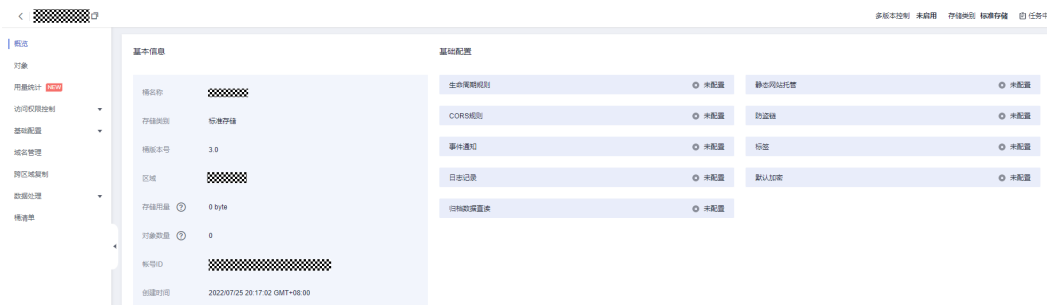 多版本控制 未启用 存储类别 标准存储 任务中
概览
对象
用量统计 NEW
访问权限控制
基础配置
域名管理
跨区域复制
数据处理
桶清单
基本信息
桶名称
存储类别 标准存储
桶版本号 3.0
区域
存储用量 ? 0 byte
对象数量 ? 0
帐号ID
创建时间 2022/07/25 20:17:02 GMT+08:00
基础配置
生命周期规则 未配置 静态网站托管 未配置
CORS规则 未配置 防盗链 未配置
事件通知 未配置 标签 未配置
日志记录 未配置 默认加密 未配置
归档数据直读 未配置